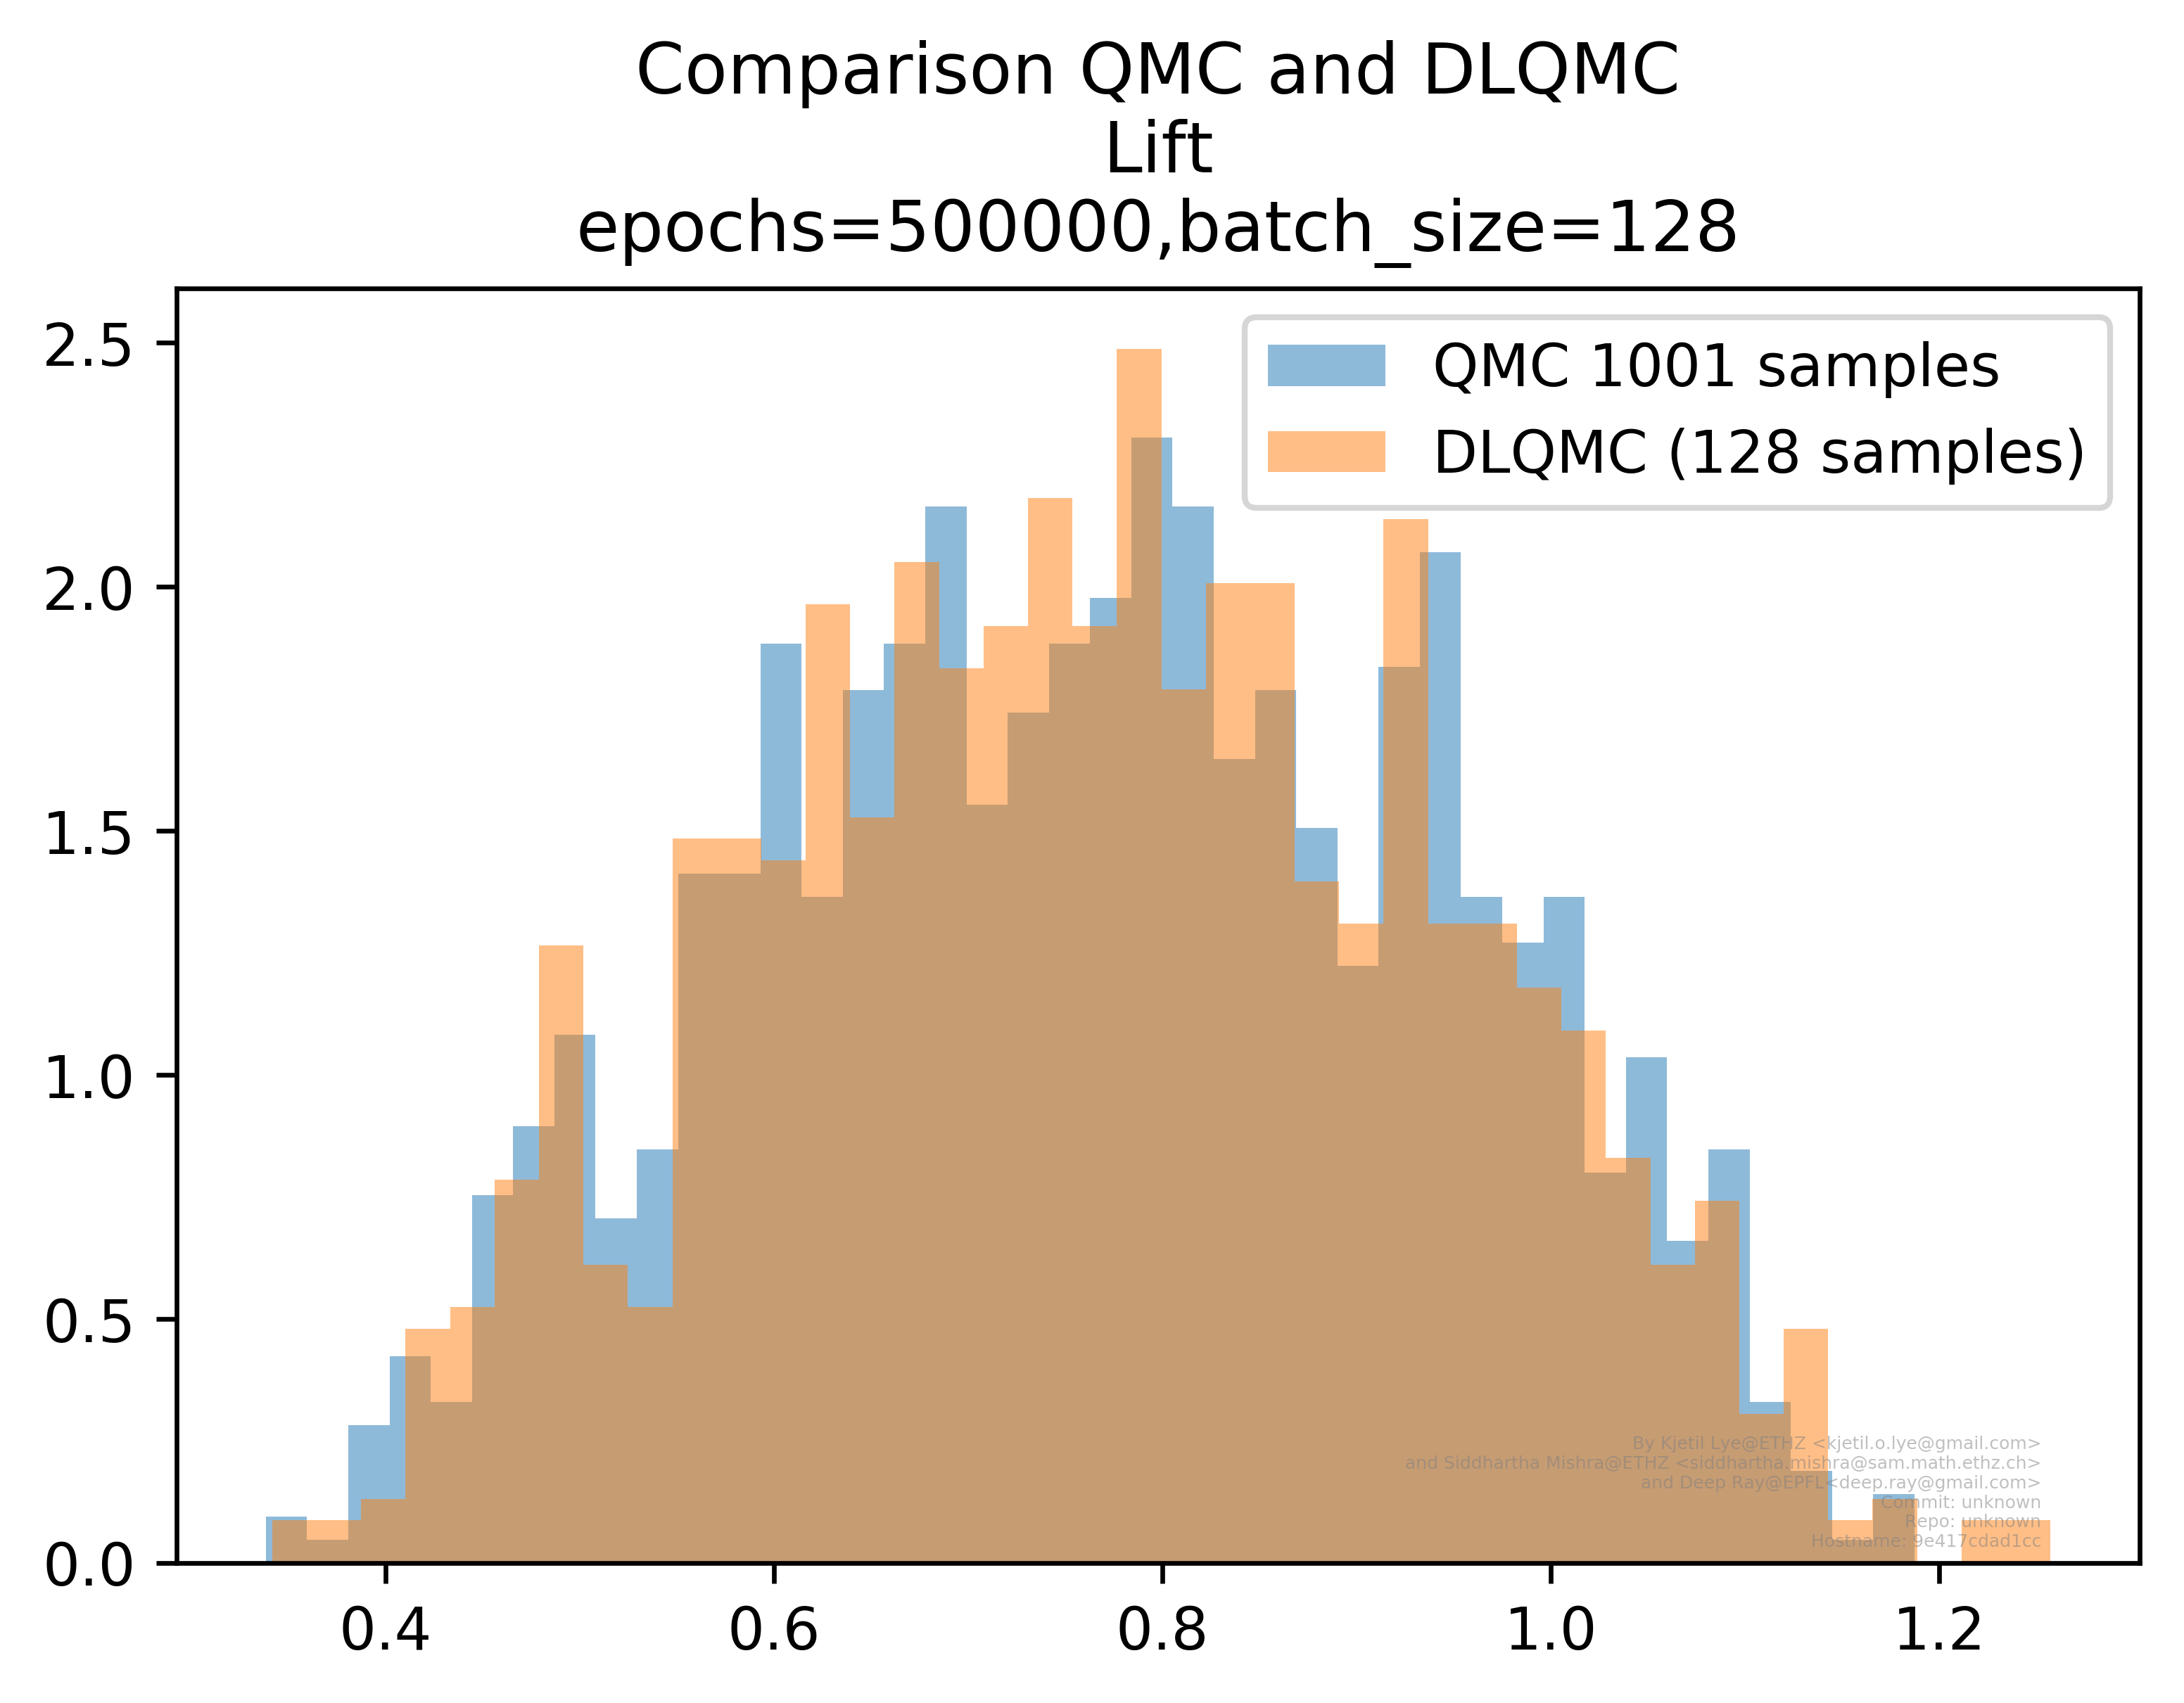 Comparison QMC and DLQMC
Lift
epochs=500000,batch_size=128
2.5
2.0
1.5
1.0
0.5
0.0
QMC 1001 samples
DLQMC (128 samples)
By Kjetil Lye@ETHZ <kjetil.o.lye@gmail.com>
and Siddhartha Mishra@ETHZ <siddhartha.mishra@sam.math.ethz.ch>
and Deep Ray@EPFL<deep.ray@gmail.com>
Commit: unknown
Repo: unknown
Hostname: 9e417cdad1cc
0.4 0.6 0.8 1.0 1.2